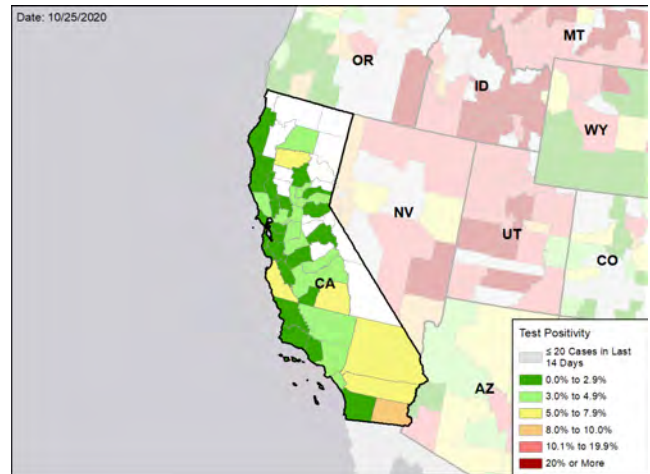 Date: 10/25/2020
MT
OR
ID
WY
NV
UT
CO
CA
AZ
Test Positivity
≤ 20 Cases in Last
14 Days
0.0% to 2.9%
3.0% to 4.9%
5.0% to 7.9%
8.0% to 10.0%
10.1% to 19.9%
20% or More